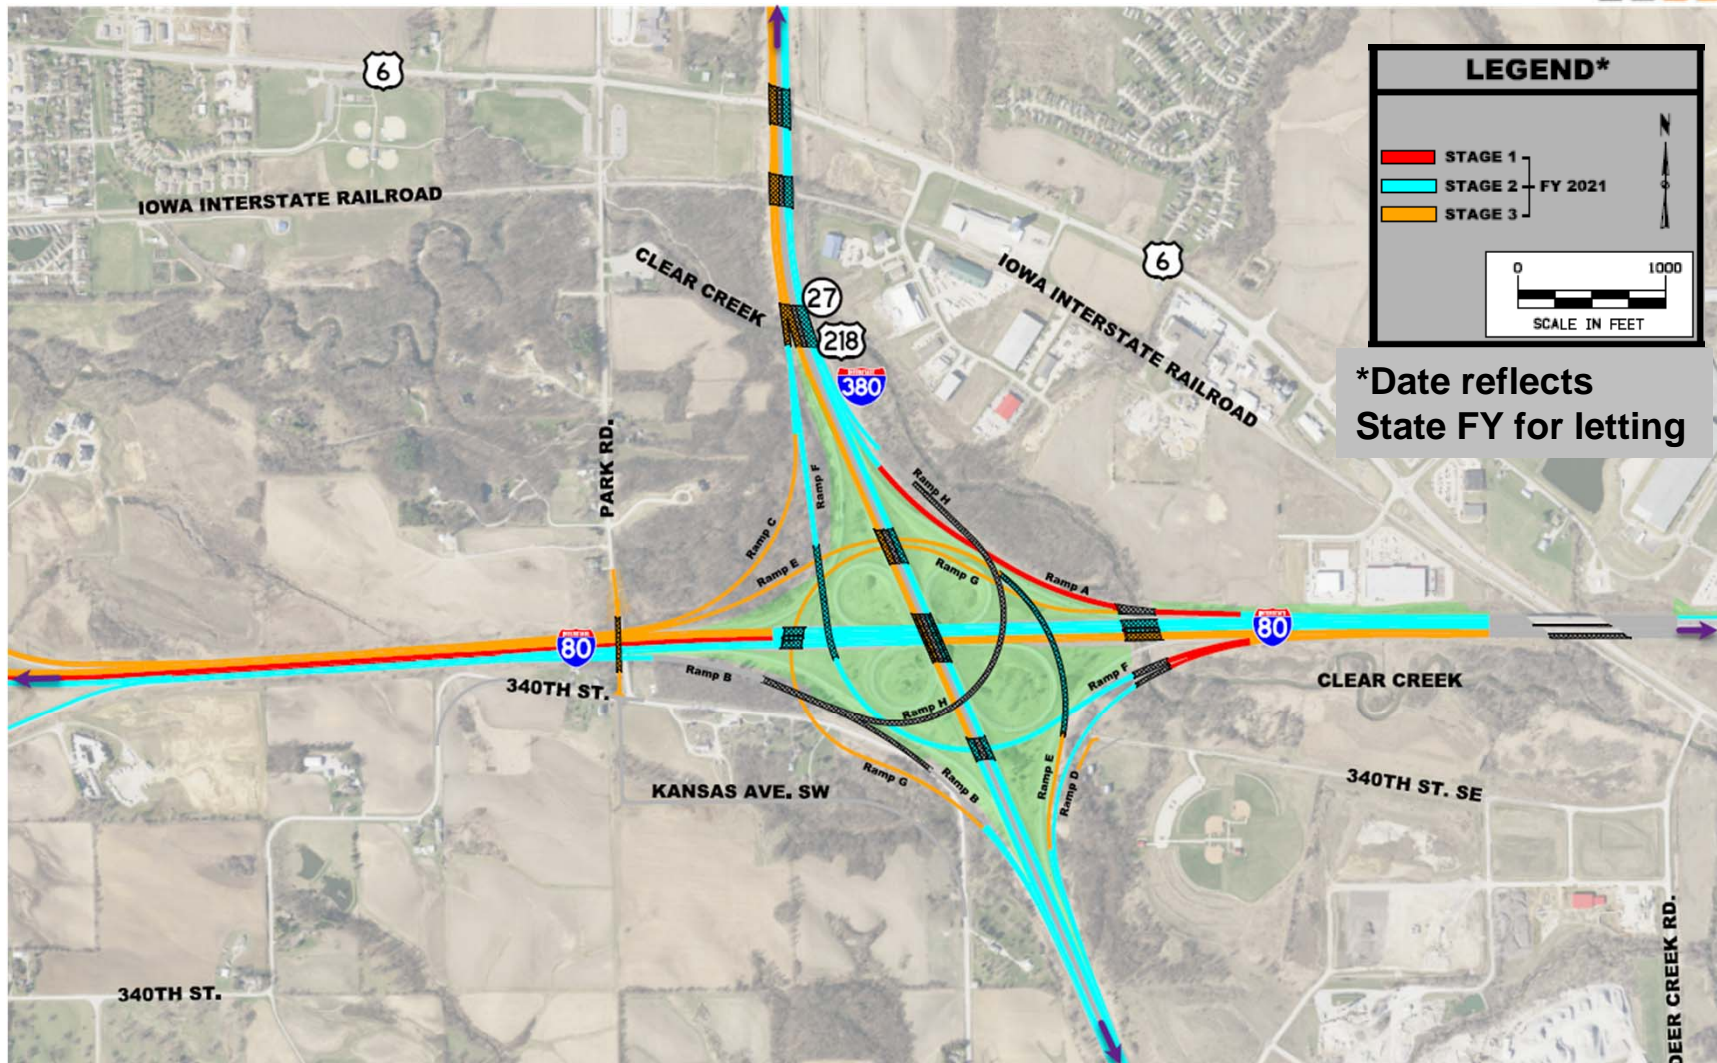 6
LEGEND*
N
STAGE 1
STAGE 2
FY 2021
STAGE 3
0
1000
SCALE IN FEET
*Date reflects
State FY for letting
IOWA INTERSTATE RAILROAD
CLEAR CREEK
27
218
380
6
IOWA INTERSTATE RAILROAD
PARK RD.
Ramp F
Ramp H
Ramp C
Ramp E
Ramp G
Ramp A
80
80
340TH ST.
Ramp B
Ramp F
Ramp H
CLEAR CREEK
KANSAS AVE. SW
Ramp G
Ramp B
Ramp E
Ramp D
340TH ST. SE
340TH ST.
DEER CREEK RD.